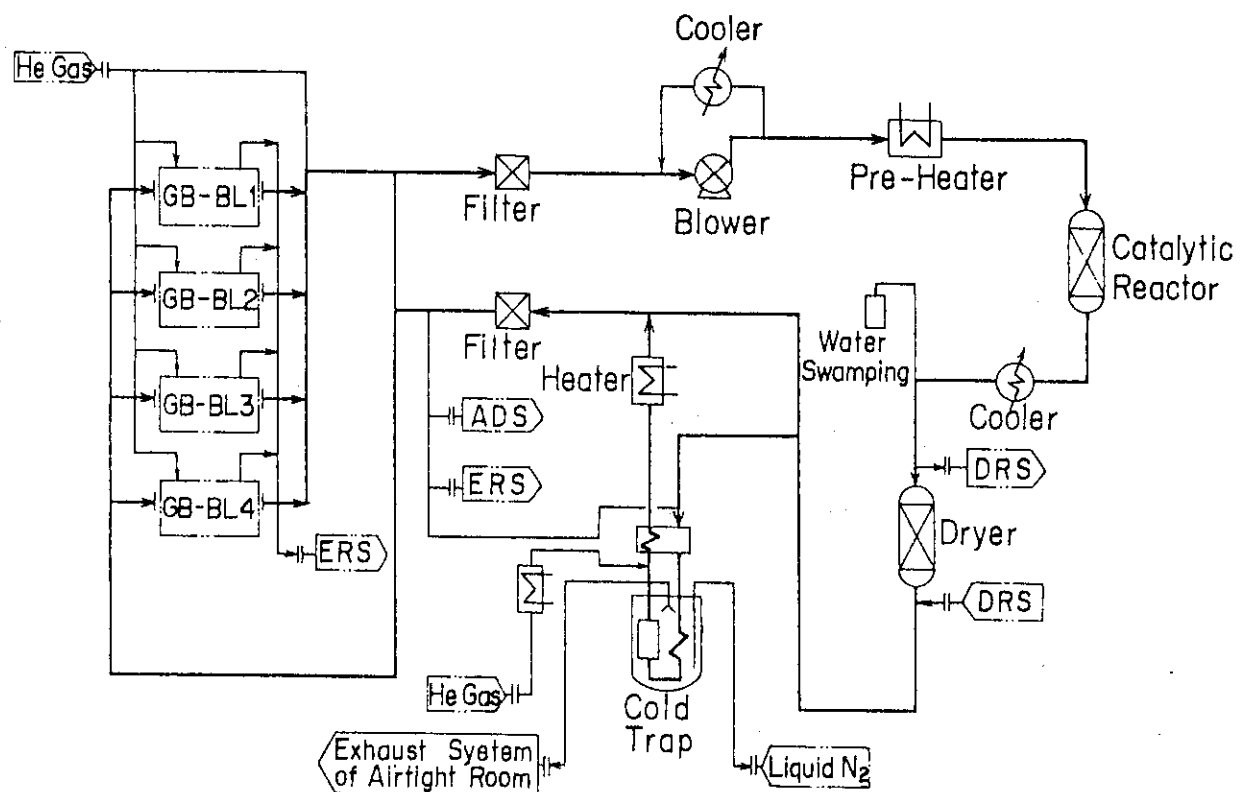 Cooler
He Gas
Pre-Heater
GB-BL1
Filter
Blower
Catalytic
Reactor
GB-BL2
Filter
Water
Swamping
Heater
Cooler
GB-BL3
ADS
DRS
ERS
GB-BL4
Dryer
ERS
DRS
He Gas
Cold
Trap
Exhaust System
of Airtight Room
Liquid N₂